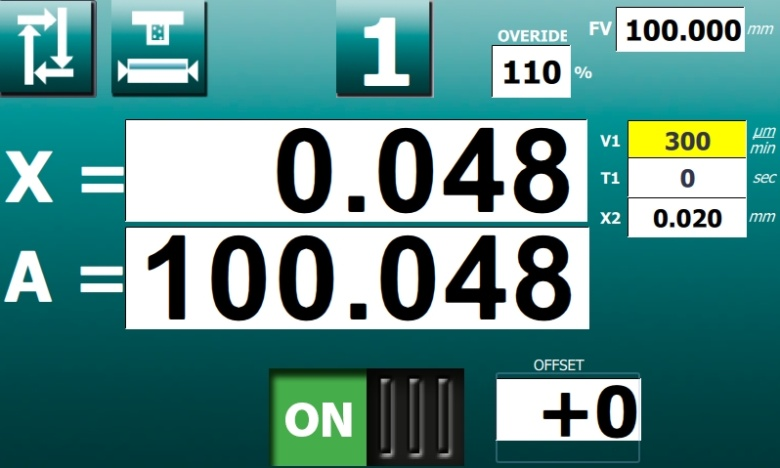 1
OVERIDE
110 %
FV 100.000 mm
X = 0.048
A = 100.048
V1 300 µm/min
T1 0 sec
X2 0.020 mm
ON
OFFSET
+0